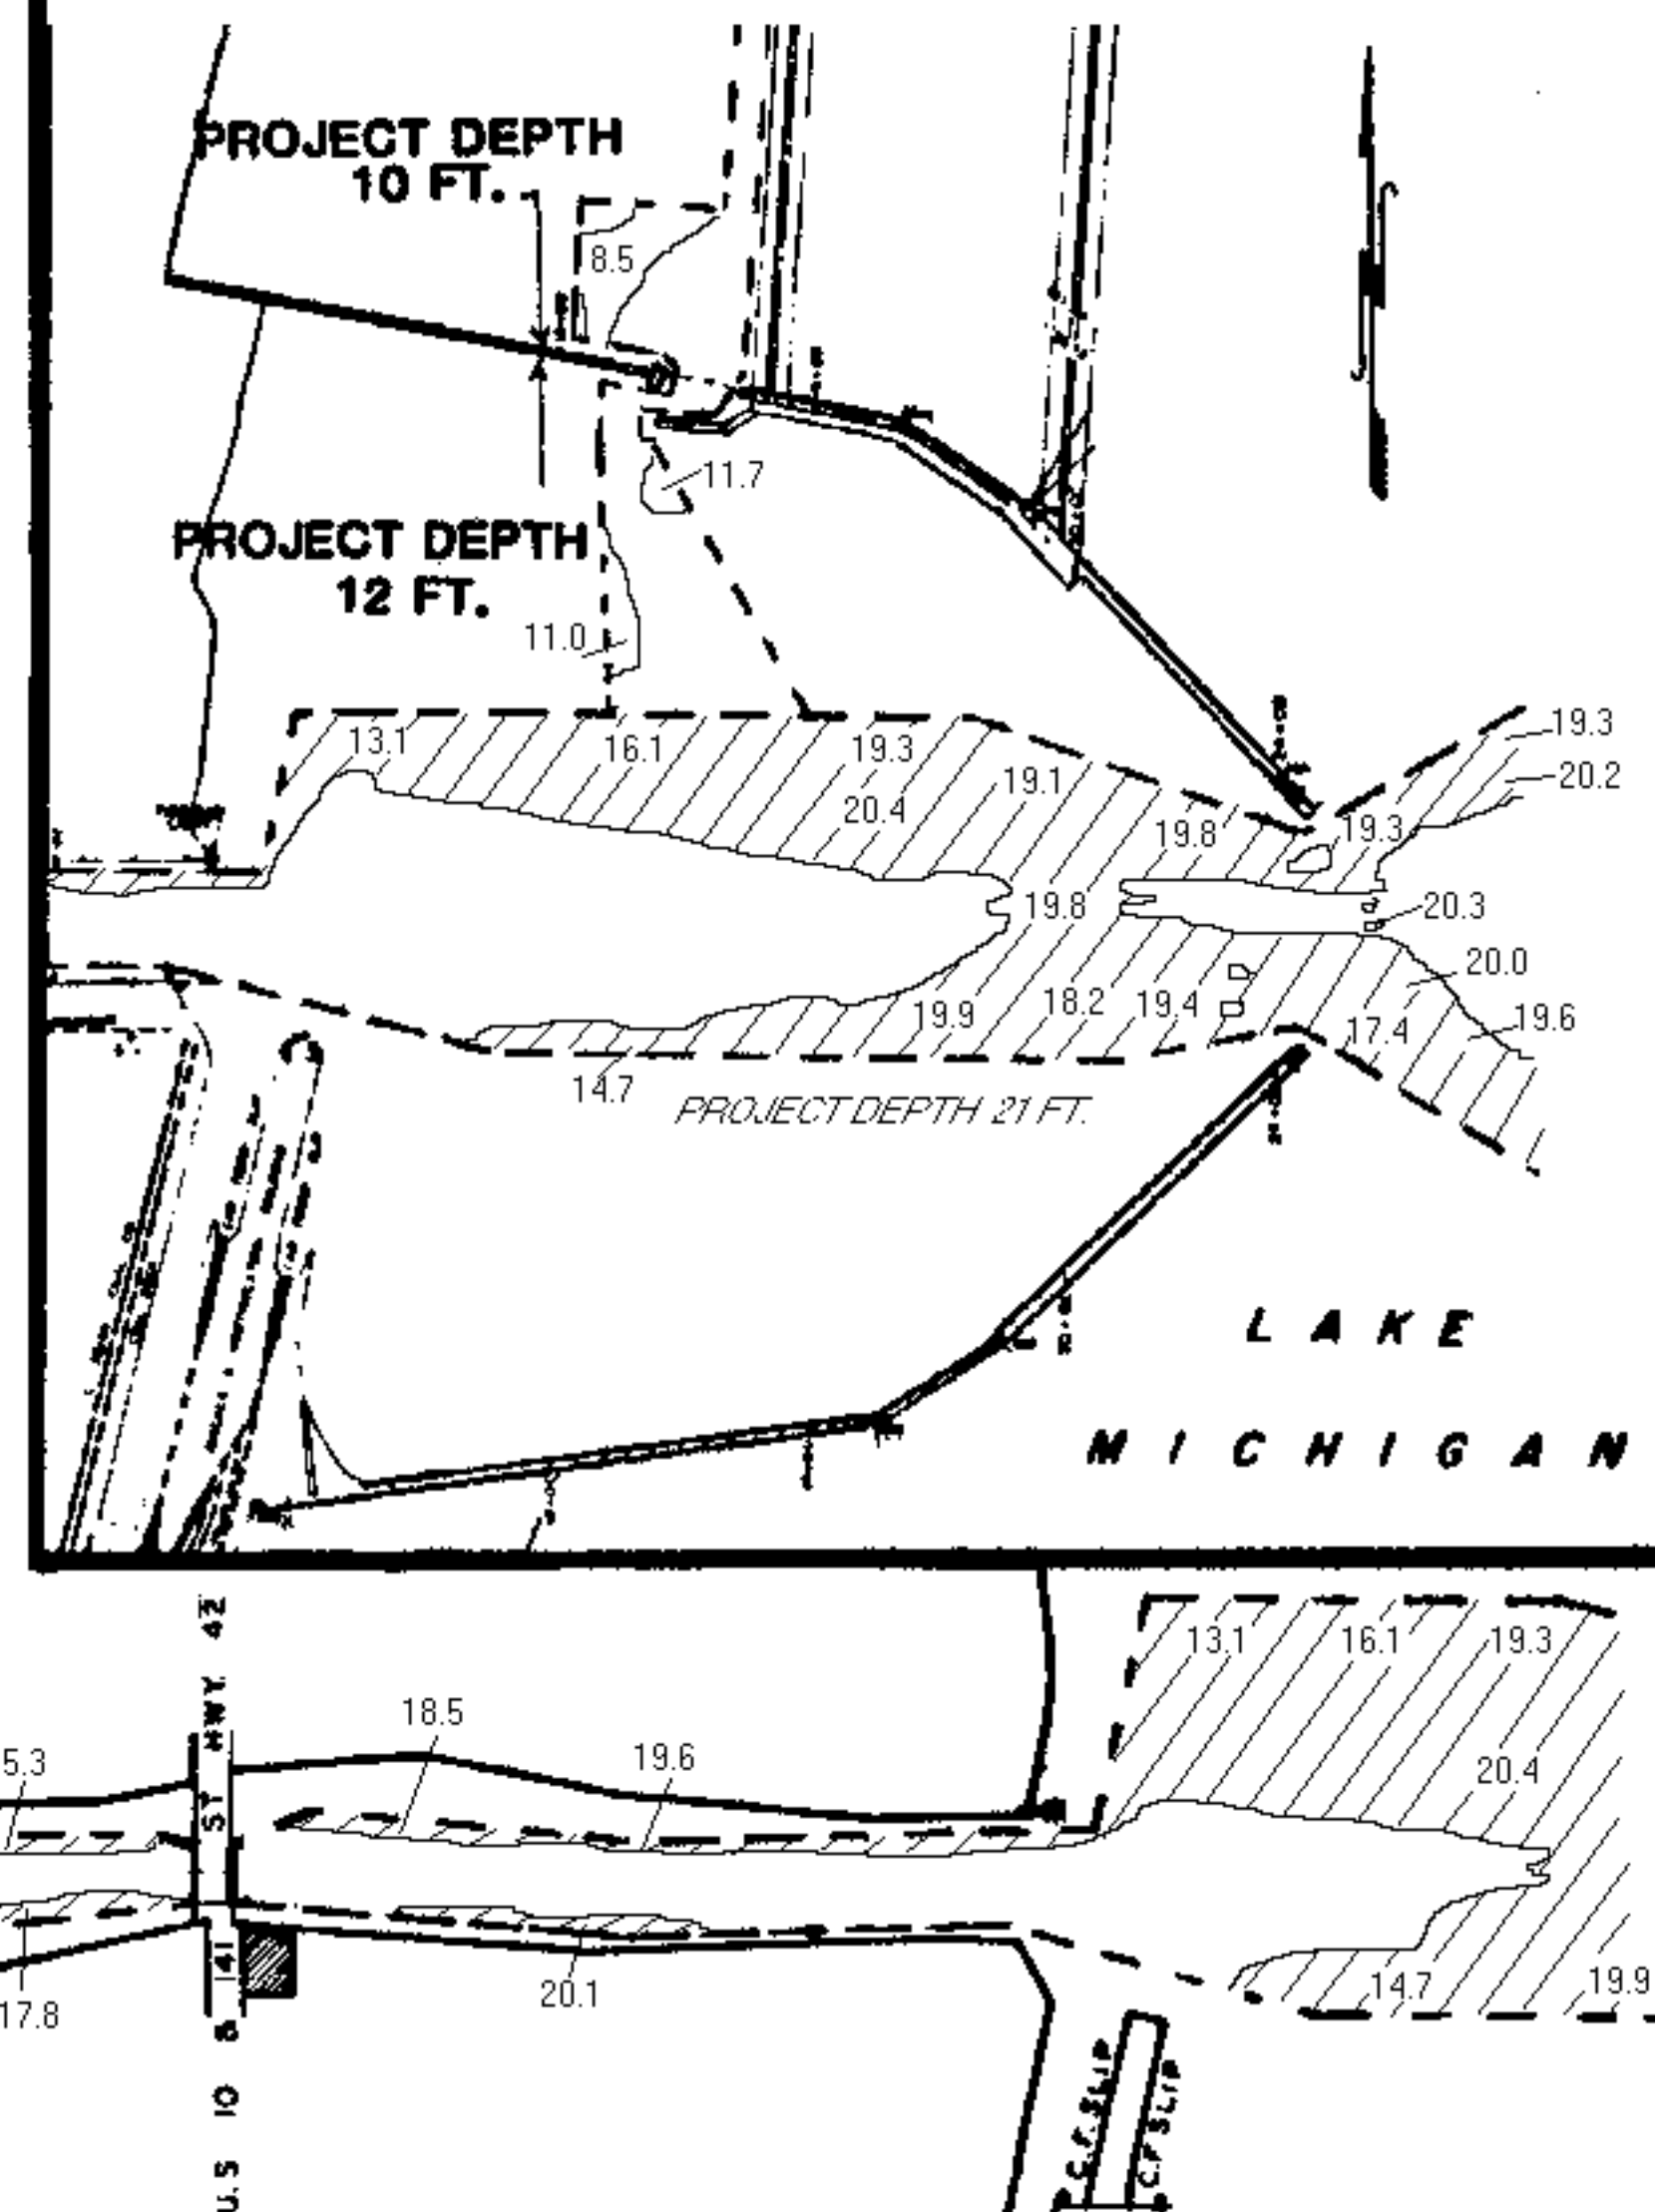 PROJECT DEPTH
10 FT.
8.5
11.7
PROJECT DEPTH
12 FT.
11.0
13.1
16.1
19.3
19.1
20.4
19.8
19.3
19.3
20.2
19.8
20.3
20.0
19.9
18.2
19.4
17.4
19.6
14.7
PROJECT DEPTH 21 FT.
LAKE
MICHIGAN
ST HWY. 42
13.1
16.1
19.3
18.5
19.6
5.3
20.4
17.8
20.1
14.7
19.9
U.S 10 & 141
C.F. SLIP
C.F SLIP